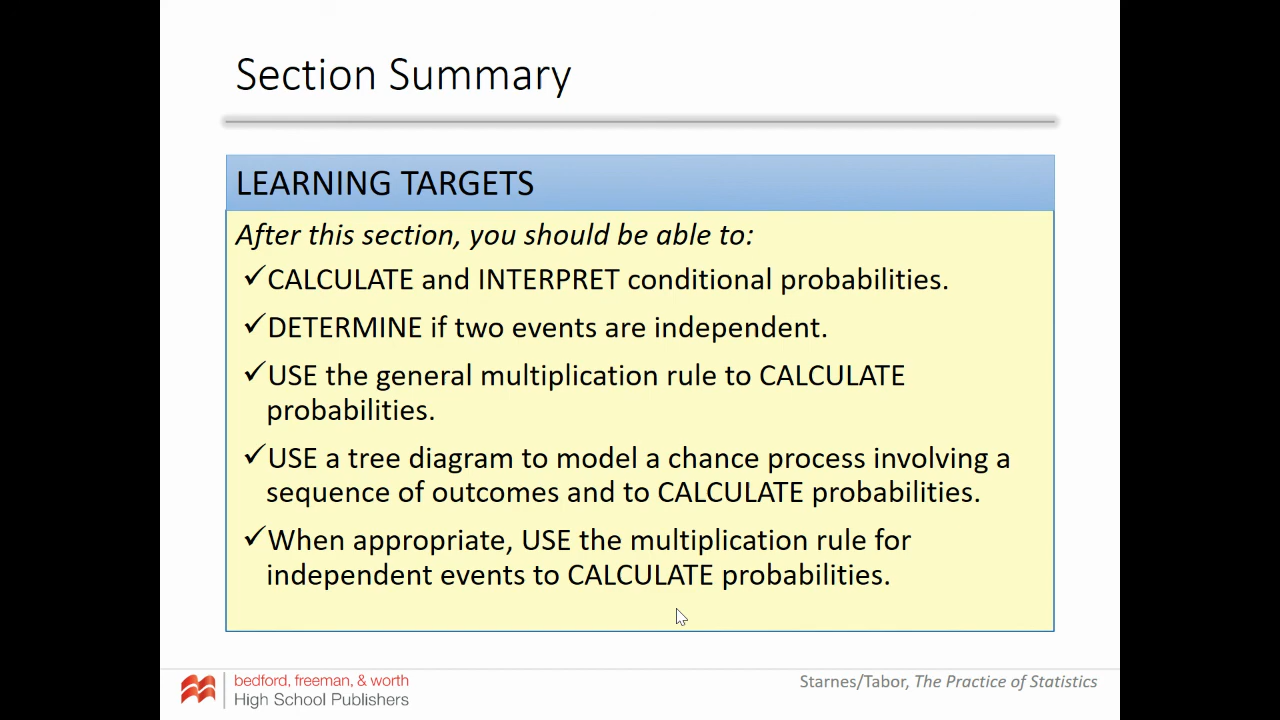 Section Summary
LEARNING TARGETS
After this section, you should be able to:
✓CALCULATE and INTERPRET conditional probabilities.
✓DETERMINE if two events are independent.
✓USE the general multiplication rule to CALCULATE
probabilities.
✓USE a tree diagram to model a chance process involving a
sequence of outcomes and to CALCULATE probabilities.
✓When appropriate, USE the multiplication rule for
independent events to CALCULATE probabilities.
bedford, freeman, & worth
High School Publishers
Starnes/Tabor, The Practice of Statistics